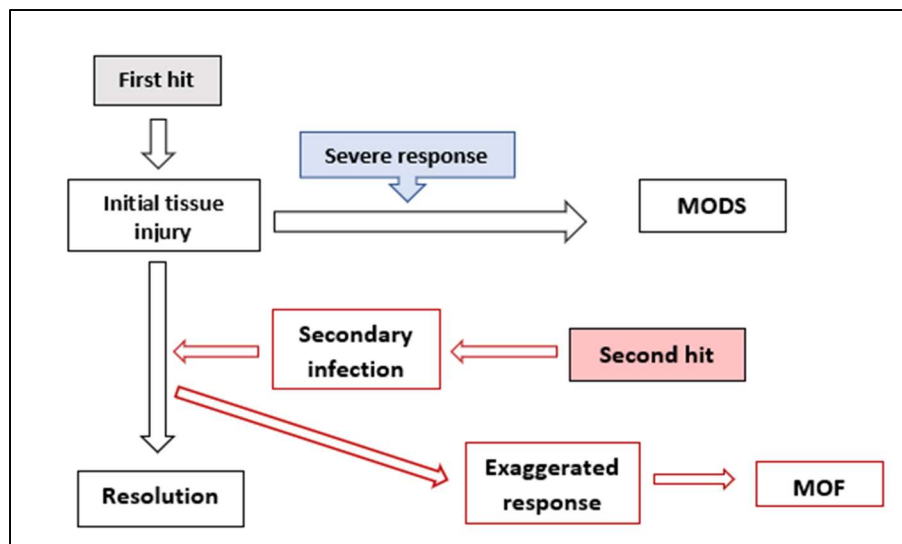 First hit
Severe response
Initial tissue
injury
MODS
Secondary
infection
Second hit
Resolution
Exaggerated
response
MOF